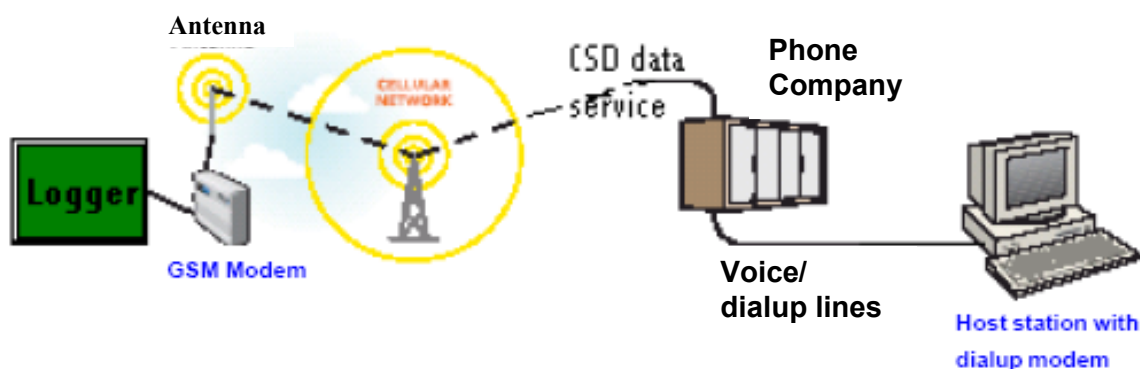 Antenna
CELLULAR
NETWORK
CSD data
service
Phone
Company
Logger
GSM Modem
Voice/
dialup lines
Host station with
dialup modem